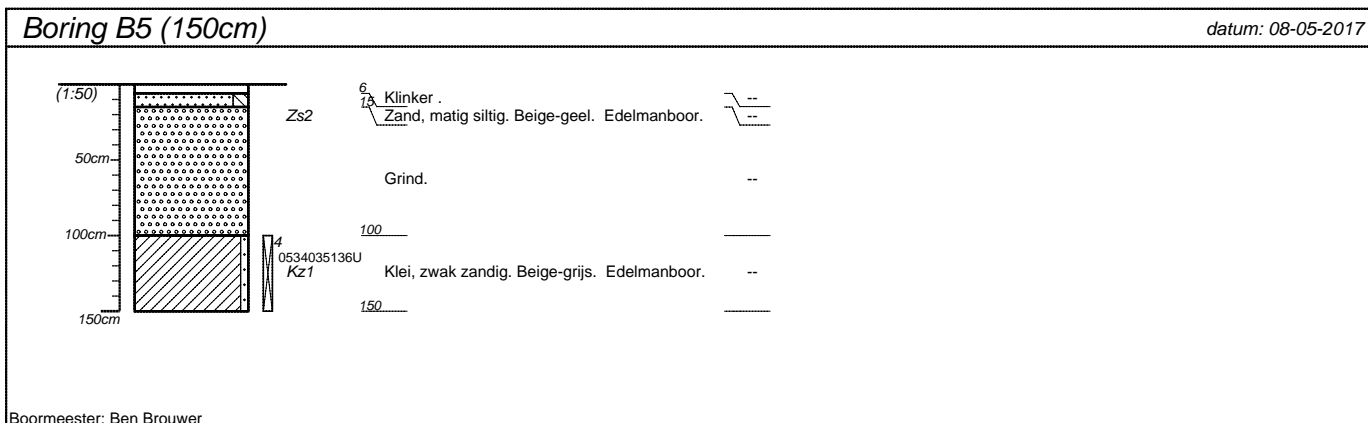 Boring B5 (150cm)
datum: 08-05-2017
(1:50)
6
Klinker .
--
15
Zs2
Zand, matig siltig. Beige-geel. Edelmanboor.
--
50cm
Grind.
--
100cm
100
4
0534035136U
Kz1
Klei, zwak zandig. Beige-grijs. Edelmanboor.
--
150
150cm
Boormeester: Ben Brouwer